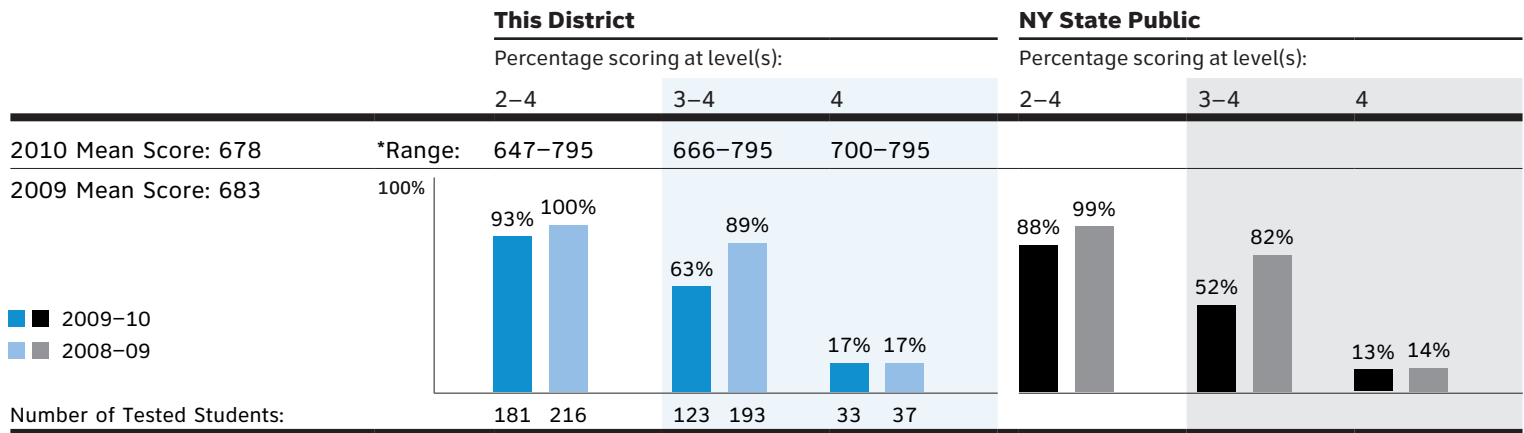 This District NY State Public
Percentage scoring at level(s): Percentage scoring at level(s):
2–4 3–4 4 2–4 3–4 4
2010 Mean Score: 678 *Range: 647–795 666–795 700–795
2009 Mean Score: 683 100%
93% 100% 63% 89% 17% 17% 88% 99% 52% 82% 13% 14%
2009–10
2008–09
Number of Tested Students: 181 216 123 193 33 37